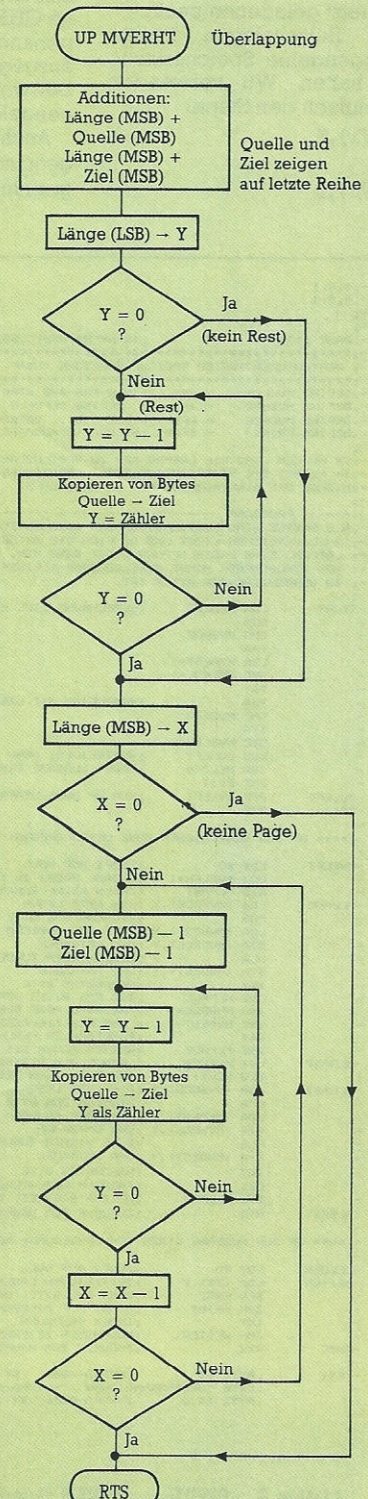 UP MVERHT
Überlappung
Additionen:
Länge (MSB) +
Quelle (MSB)
Länge (MSB) +
Ziel (MSB)
Quelle und
Ziel zeigen
auf letzte Reihe
Länge (LSB) → Y
Y = 0
?
Ja
(kein Rest)
Nein
(Rest)
Y = Y — 1
Kopieren von Bytes
Quelle → Ziel
Y = Zähler
Y = 0
?
Nein
Ja
Länge (MSB) → X
X = 0
?
Ja
(keine Page)
Nein
Quelle (MSB) — 1
Ziel (MSB) — 1
Y = Y — 1
Kopieren von Bytes
Quelle → Ziel
Y als Zähler
Y = 0
?
Nein
Ja
X = X — 1
X = 0
?
Nein
Ja
RTS